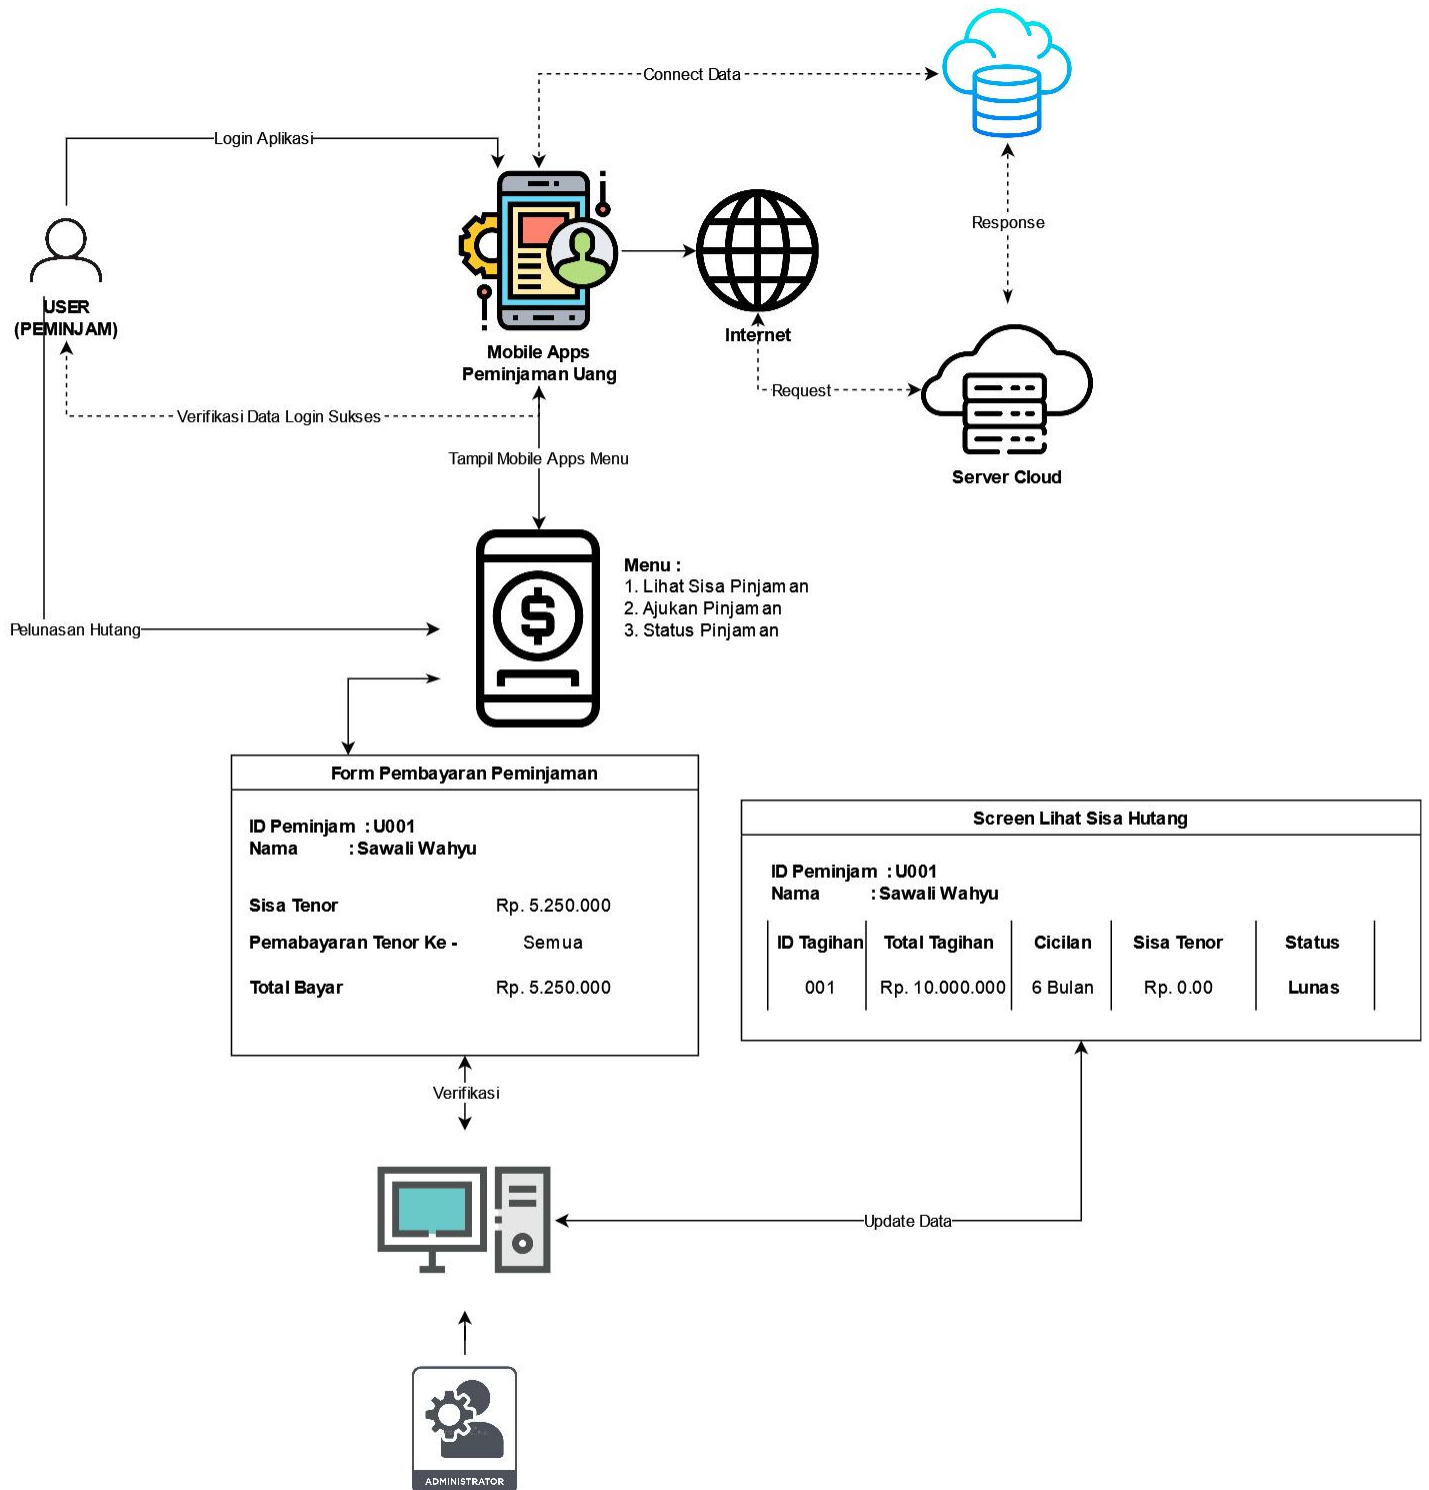 Connect Data
Login Aplikasi
Response
USER
(PEMINJAM)
Internet
Mobile Apps
Peminjaman Uang
Request
Verifikasi Data Login Sukses
Tampil Mobile Apps Menu
Server Cloud
Menu :
1. Lihat Sisa Pinjaman
2. Ajukan Pinjaman
3. Status Pinjaman
Pelunasan Hutang
Form Pembayaran Peminjaman
ID Peminjam : U001
Nama : Sawali Wahyu
Sisa Tenor Rp. 5.250.000
Pemabayaran Tenor Ke - Semua
Total Bayar Rp. 5.250.000
Screen Lihat Sisa Hutang
ID Peminjam : U001
Nama : Sawali Wahyu
ID Tagihan Total Tagihan Cicilan Sisa Tenor Status
001 Rp. 10.000.000 6 Bulan Rp. 0.00 Lunas
Verifikasi
Update Data
ADMINISTRATOR